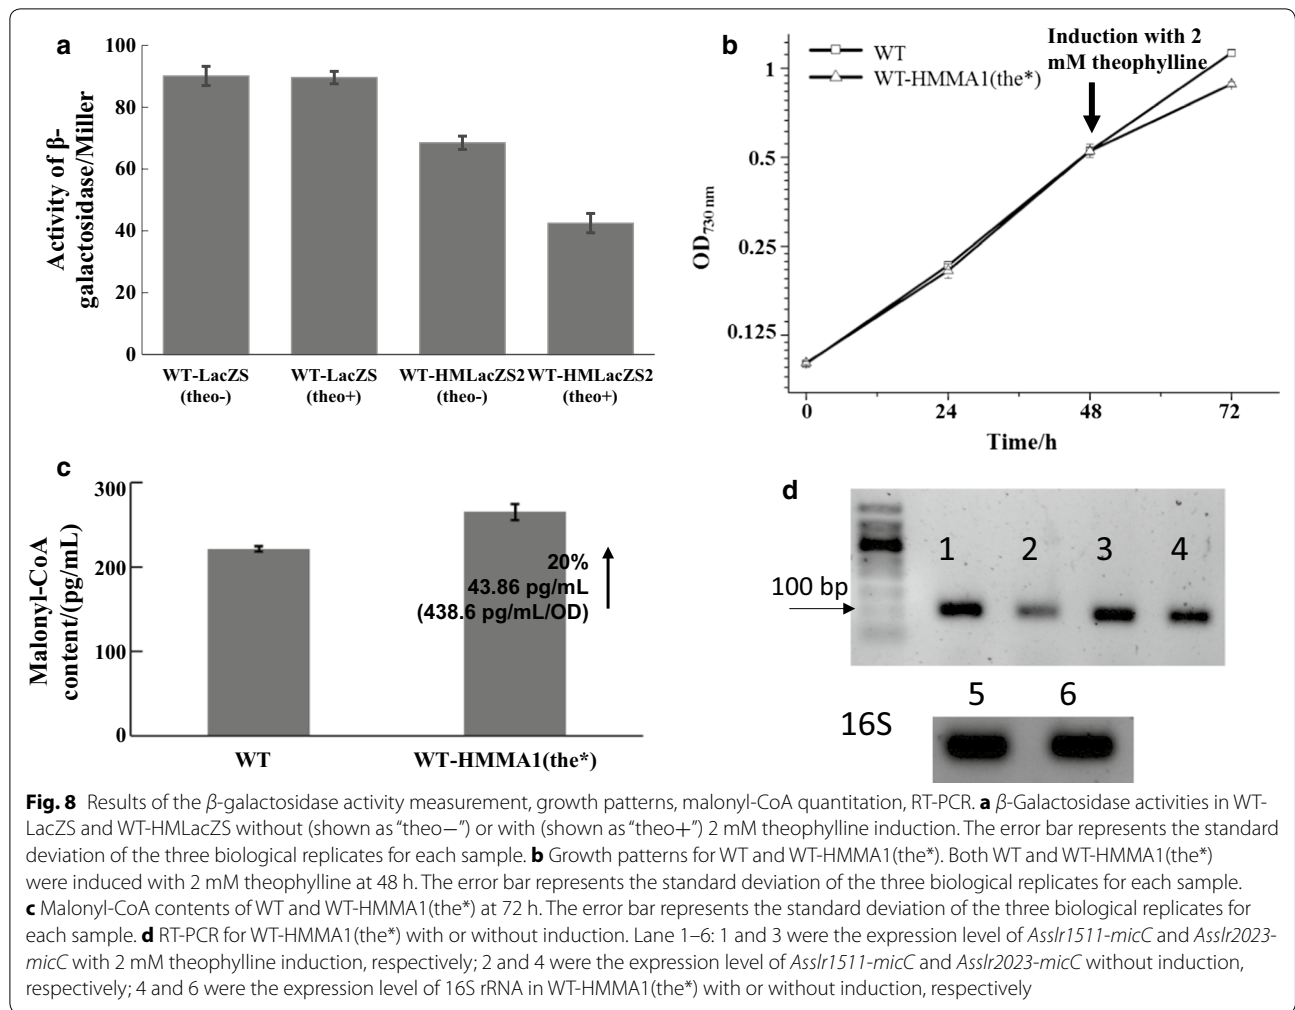 a
100
80
60
40
20
0
Activity of β-
galactosidase/Miller
WT-LacZS
(theo-)
WT-LacZS
(theo+)
WT-HMLacZS2
(theo-)
WT-HMLacZS2
(theo+)
b
WT
WT-HMMA1(the*)
Induction with 2
mM theophylline
1
0.5
0.25
0.125
OD730 nm
0
24
48
72
Time/h
c
300
200
100
0
Malonyl-CoA
content/(pg/mL)
20%
43.86 pg/mL
(438.6 pg/mL/OD)
WT
WT-HMMA1(the*)
d
1 2 3 4
100 bp
5 6
16S
Fig. 8 Results of the β-galactosidase activity measurement, growth patterns, malonyl-CoA quantitation, RT-PCR. a β-Galactosidase activities in WT-
LacZS and WT-HMLacZS without (shown as “theo−”) or with (shown as “theo+”) 2 mM theophylline induction. The error bar represents the standard
deviation of the three biological replicates for each sample. b Growth patterns for WT and WT-HMMA1(the*). Both WT and WT-HMMA1(the*)
were induced with 2 mM theophylline at 48 h. The error bar represents the standard deviation of the three biological replicates for each sample.
c Malonyl-CoA contents of WT and WT-HMMA1(the*) at 72 h. The error bar represents the standard deviation of the three biological replicates for
each sample. d RT-PCR for WT-HMMA1(the*) with or without induction. Lane 1–6: 1 and 3 were the expression level of Asslr1511-micC and Asslr2023-
micC with 2 mM theophylline induction, respectively; 2 and 4 were the expression level of Asslr1511-micC and Asslr2023-micC without induction,
respectively; 4 and 6 were the expression level of 16S rRNA in WT-HMMA1(the*) with or without induction, respectively